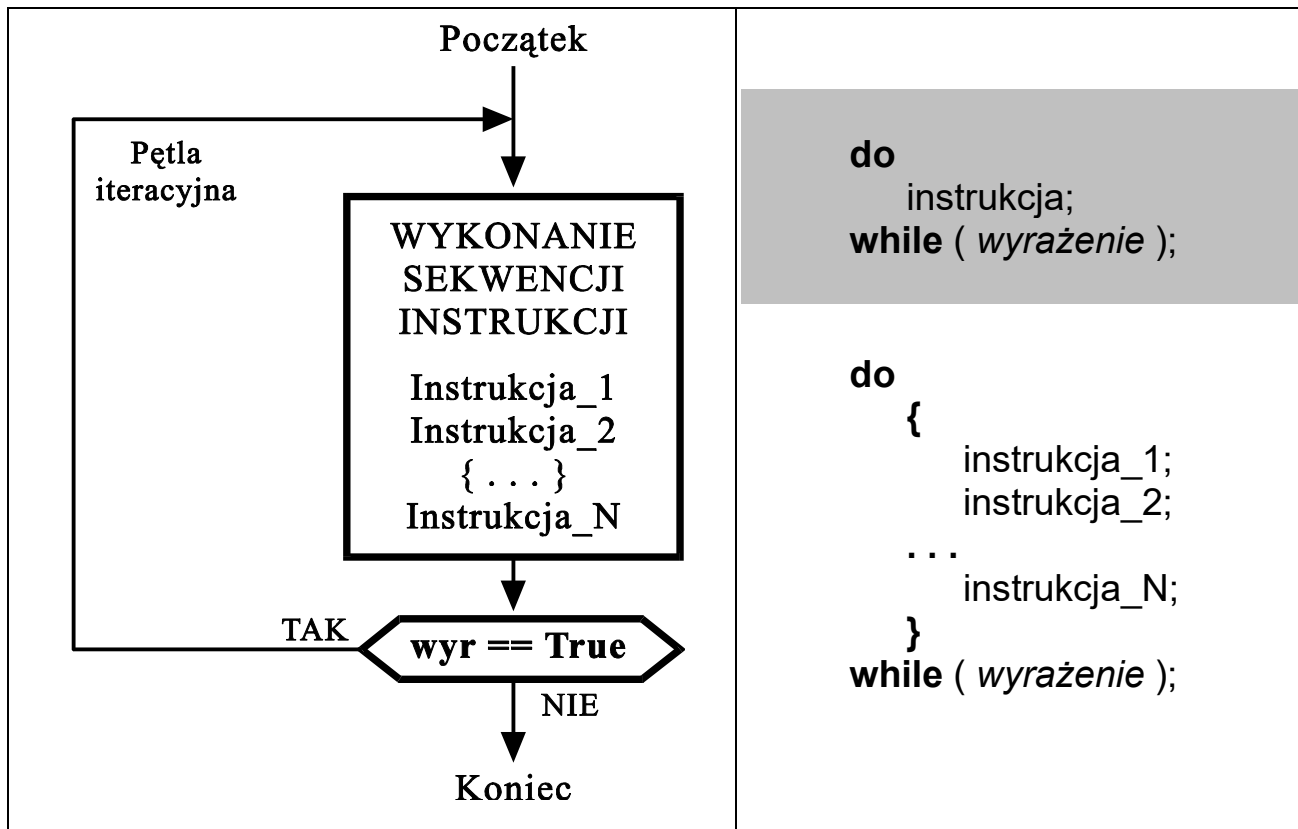 Początek
Pętla
iteracyjna
WYKONANIE
SEKWENCJI
INSTRUKCJI
Instrukcja_1
Instrukcja_2
{ . . . }
Instrukcja_N
TAK
wyr == True
NIE
Koniec
do
instrukcja;
while ( wyrażenie );
do
{
instrukcja_1;
instrukcja_2;
. . .
instrukcja_N;
}
while ( wyrażenie );